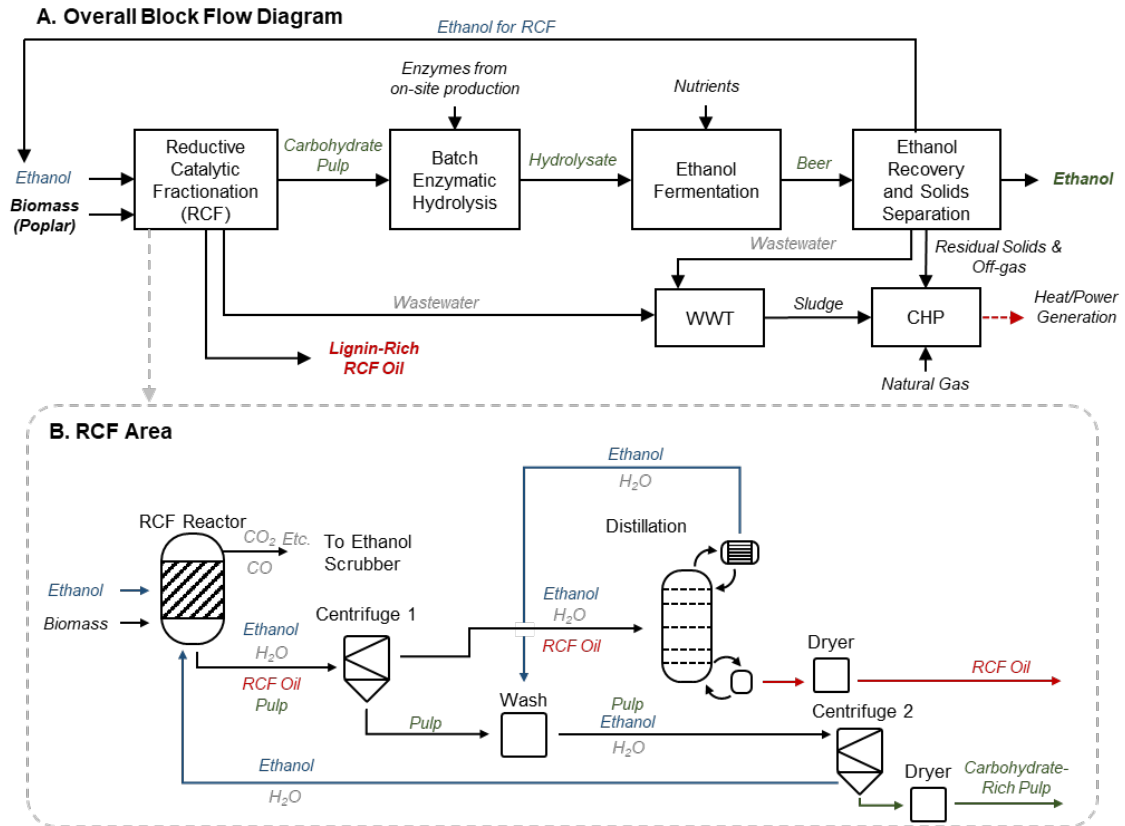 A. Overall Block Flow Diagram
Ethanol for RCF
Enzymes from
on-site production
Nutrients
Ethanol
Biomass
(Poplar)
Reductive
Catalytic
Fractionation
(RCF)
Carbohydrate
Pulp
Batch
Enzymatic
Hydrolysis
Hydrolysate
Ethanol
Fermentation
Beer
Ethanol
Recovery
and Solids
Separation
Ethanol
Wastewater
Residual Solids &
Off-gas
Wastewater
WWT
Sludge
CHP
Heat/Power
Generation
Lignin-Rich
RCF Oil
Natural Gas
B. RCF Area
Ethanol
H2O
RCF Reactor
CO2 Etc.
CO
To Ethanol
Scrubber
Distillation
Ethanol
Biomass
Centrifuge 1
Ethanol
H2O
RCF Oil
Ethanol
H2O
RCF Oil
Pulp
Dryer
RCF Oil
Wash
Pulp
Pulp
Ethanol
H2O
Centrifuge 2
Ethanol
H2O
Dryer
Carbohydrate-
Rich Pulp